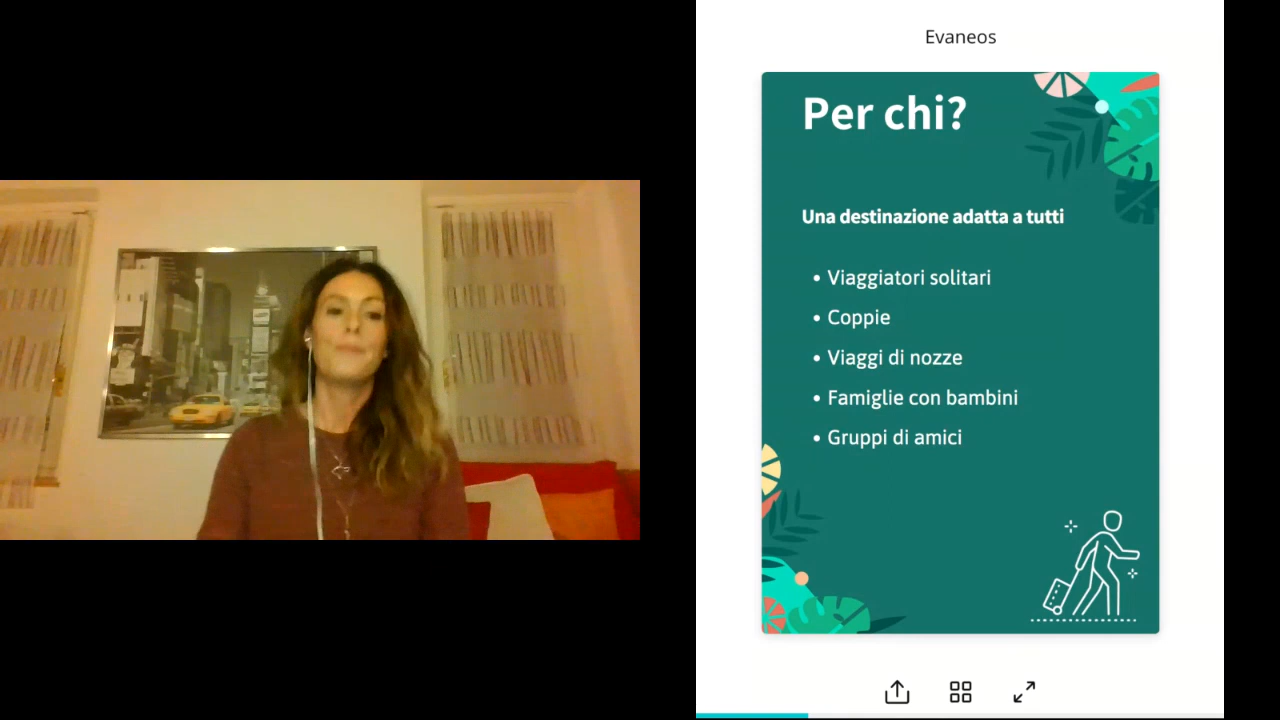 Evaneos
Per chi?
Una destinazione adatta a tutti
• Viaggiatori solitari
• Coppie
• Viaggi di nozze
• Famiglie con bambini
• Gruppi di amici